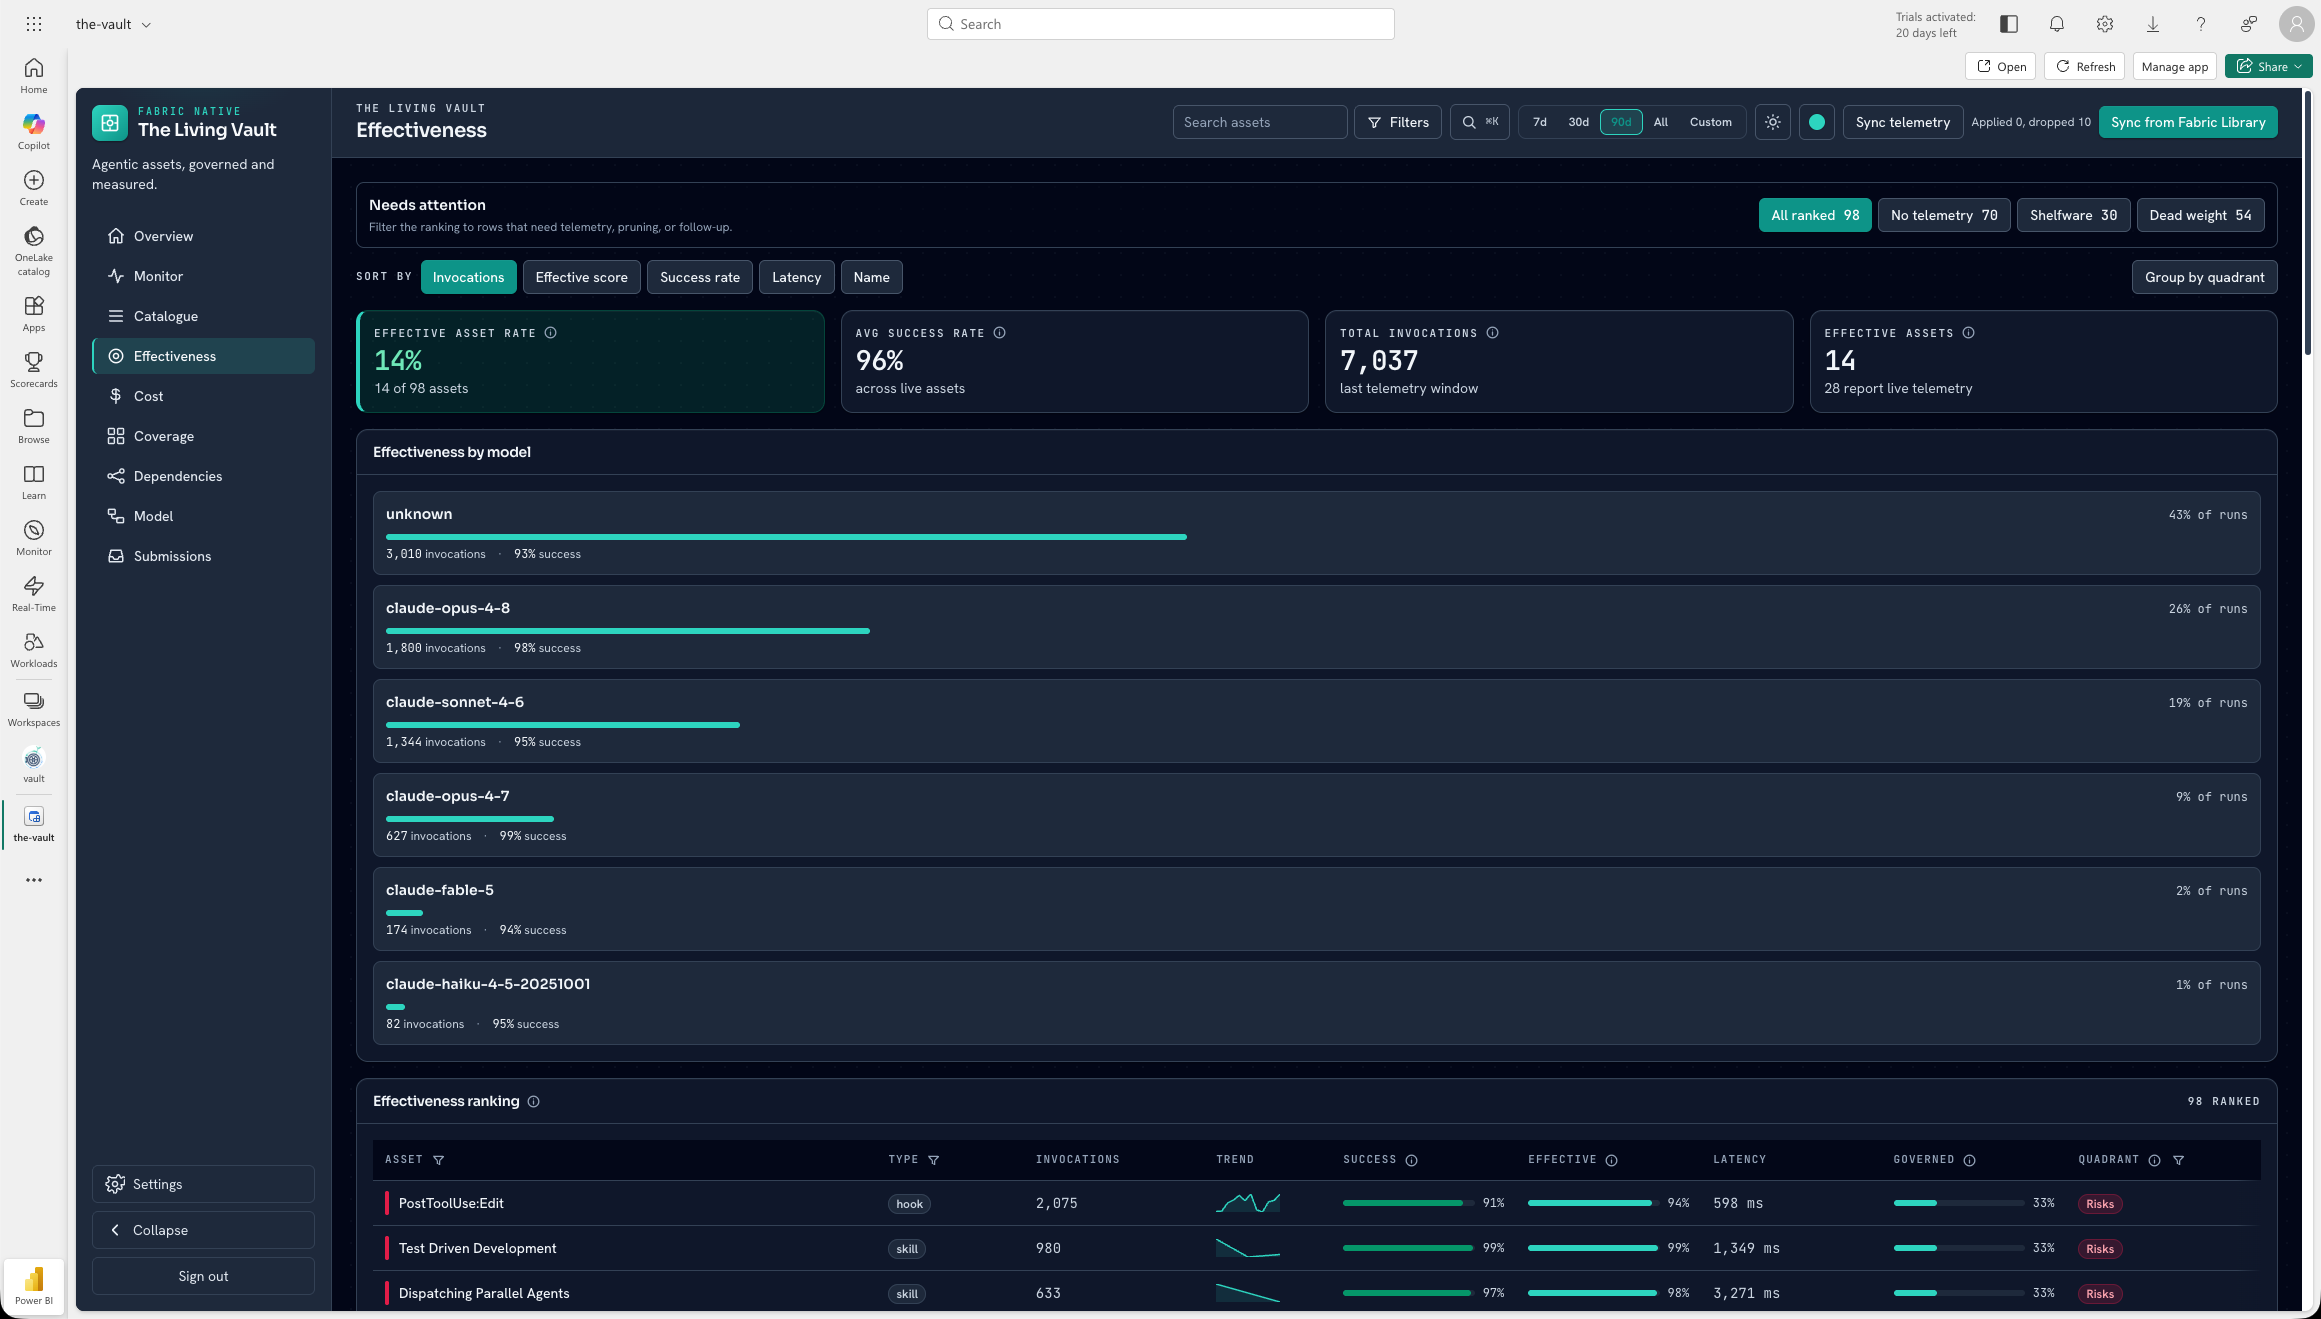 the-vault
Search
Trials activated:
20 days left
Open
Refresh
Manage app
Share
Home
Copilot
Create
OneLake
catalog
Apps
Scorecards
Browse
Learn
Monitor
Real-Time
Workloads
Workspaces
vault
the-vault
Power BI
FABRIC NATIVE
The Living Vault
Agentic assets, governed and
measured.
Overview
Monitor
Catalogue
Effectiveness
Cost
Coverage
Dependencies
Model
Submissions
Settings
Collapse
Sign out
THE LIVING VAULT
Effectiveness
Search assets
Filters
⌘K
7d 30d 90d All Custom
Sync telemetry
Applied 0, dropped 10
Sync from Fabric Library
Needs attention
Filter the ranking to rows that need telemetry, pruning, or follow-up.
All ranked 98
No telemetry 70
Shelfware 30
Dead weight 54
SORT BY Invocations Effective score Success rate Latency Name
Group by quadrant
EFFECTIVE ASSET RATE
14%
14 of 98 assets
AVG SUCCESS RATE
96%
across live assets
TOTAL INVOCATIONS
7,037
last telemetry window
EFFECTIVE ASSETS
14
28 report live telemetry
Effectiveness by model
unknown
43% of runs
3,010 invocations · 93% success
claude-opus-4-8
26% of runs
1,800 invocations · 98% success
claude-sonnet-4-6
19% of runs
1,344 invocations · 95% success
claude-opus-4-7
9% of runs
627 invocations · 99% success
claude-fable-5
2% of runs
174 invocations · 94% success
claude-haiku-4-5-20251001
1% of runs
82 invocations · 95% success
Effectiveness ranking
98 RANKED
ASSET TYPE INVOCATIONS TREND SUCCESS EFFECTIVE LATENCY GOVERNED QUADRANT
PostToolUse:Edit hook 2,075 91% 94% 598 ms 33% Risks
Test Driven Development skill 980 99% 99% 1,349 ms 33% Risks
Dispatching Parallel Agents skill 633 97% 98% 3,271 ms 33% Risks